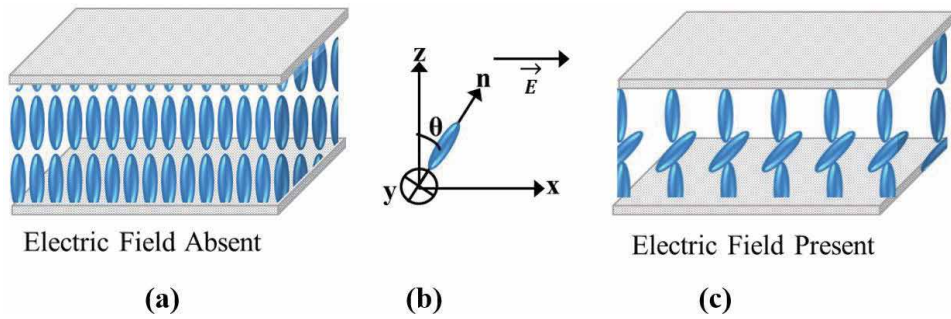 Electric Field Absent
(a)
z
n
E
θ
y
x
(b)
Electric Field Present
(c)